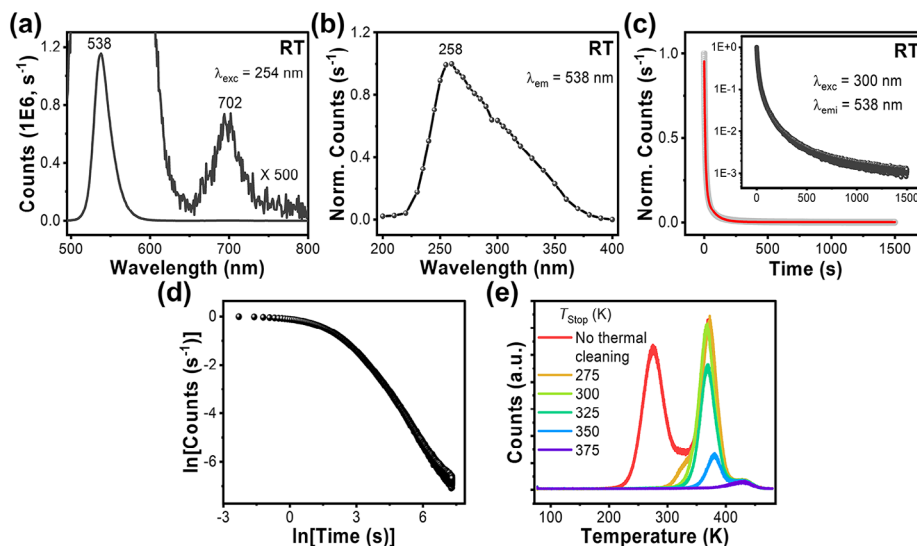 (a)
538
RT
λexc = 254 nm
702
X 500
Counts (1E6, s-1)
1.2
0.8
0.4
0.0
500
600
700
800
Wavelength (nm)
(b)
258
RT
λem = 538 nm
Norm. Counts (s-1)
1.2
0.8
0.4
0.0
200
250
300
350
400
Wavelength (nm)
(c)
RT
λexc = 300 nm
λemi = 538 nm
1E+0
1E-1
1E-2
1E-3
0
500
1000
1500
Norm. Counts (s-1)
1.0
0.5
0.0
0
500
1000
1500
Time (s)
(d)
ln[Counts (s-1)]
0
-2
-4
-6
-3
0
3
6
ln[Time (s)]
(e)
TStop (K)
No thermal
cleaning
275
300
325
350
375
Counts (a.u.)
100
200
300
400
Temperature (K)